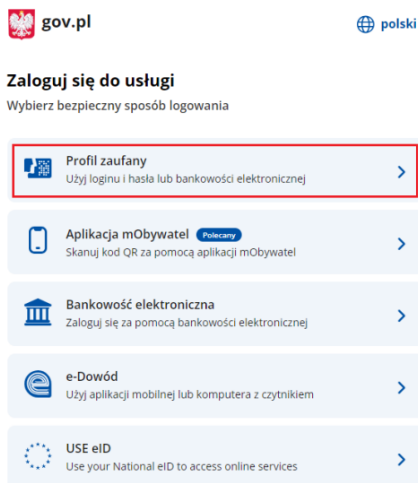 gov.pl
polski
Zaloguj się do usługi
Wybierz bezpieczny sposób logowania
Profil zaufany
Użyj loginu i hasła lub bankowości elektronicznej
Aplikacja mObywatel Polecany
Skanuj kod QR za pomocą aplikacji mObywatel
Bankowość elektroniczna
Zaloguj się za pomocą bankowości elektronicznej
e-Dowód
Użyj aplikacji mobilnej lub komputera z czytnikiem
USE eID
Use your National eID to access online services